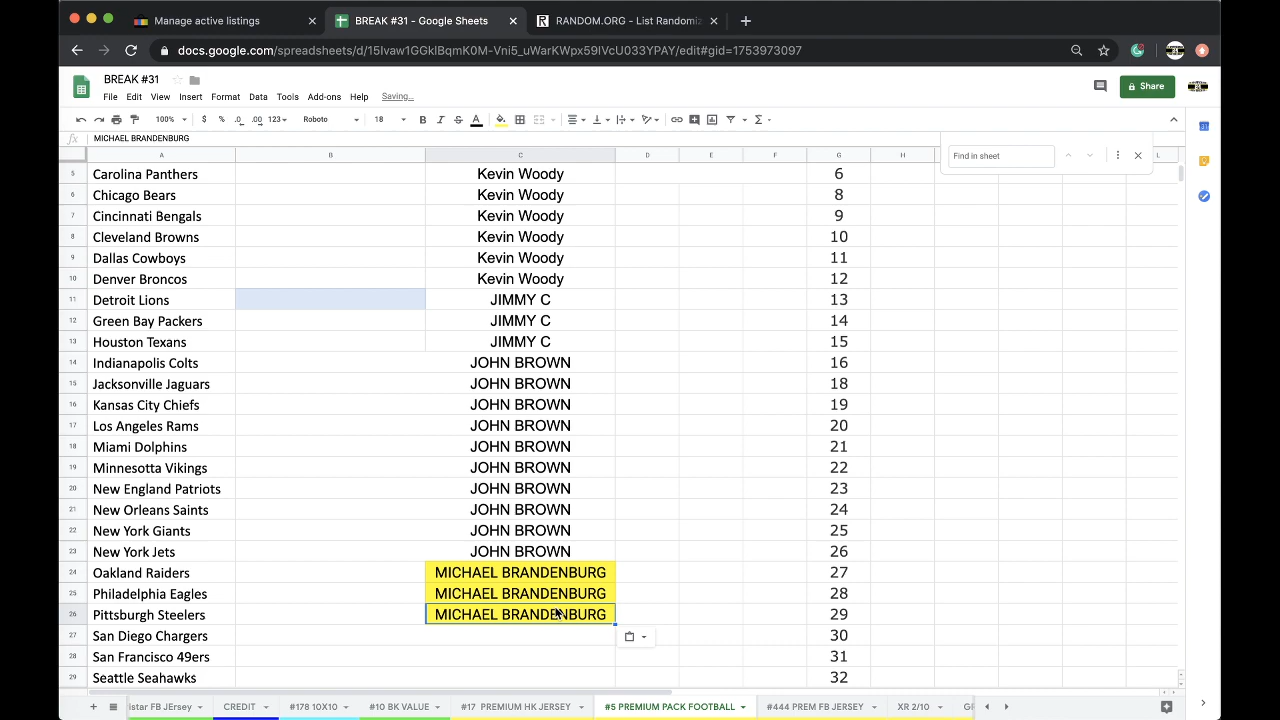 Manage active listings
BREAK #31 - Google Sheets
RANDOM.ORG - List Randomi
docs.google.com/spreadsheets/d/15Ivaw1GGklBqmK0M-Vni5_uWarKWpx59IVcU033YPAY/edit#gid=1753973097
BREAK #31
File Edit View Insert Format Data Tools Add-ons Help Saving...
Share
100% $ % .0 .00 123 Roboto 18 B I S A
fx MICHAEL BRANDENBURG
Find in sheet
A B C D E F G H L
5 Carolina Panthers Kevin Woody 6
6 Chicago Bears Kevin Woody 8
7 Cincinnati Bengals Kevin Woody 9
8 Cleveland Browns Kevin Woody 10
9 Dallas Cowboys Kevin Woody 11
10 Denver Broncos Kevin Woody 12
11 Detroit Lions JIMMY C 13
12 Green Bay Packers JIMMY C 14
13 Houston Texans JIMMY C 15
14 Indianapolis Colts JOHN BROWN 16
15 Jacksonville Jaguars JOHN BROWN 18
16 Kansas City Chiefs JOHN BROWN 19
17 Los Angeles Rams JOHN BROWN 20
18 Miami Dolphins JOHN BROWN 21
19 Minnesotta Vikings JOHN BROWN 22
20 New England Patriots JOHN BROWN 23
21 New Orleans Saints JOHN BROWN 24
22 New York Giants JOHN BROWN 25
23 New York Jets JOHN BROWN 26
24 Oakland Raiders MICHAEL BRANDENBURG 27
25 Philadelphia Eagles MICHAEL BRANDENBURG 28
26 Pittsburgh Steelers MICHAEL BRANDENBURG 29
27 San Diego Chargers 30
28 San Francisco 49ers 31
29 Seattle Seahawks 32
istar FB JErsey CREDIT #178 10X10 #10 BK VALUE #17 PREMIUM HK JERSEY #5 PREMIUM PACK FOOTBALL #444 PREM FB JERSEY XR 2/10